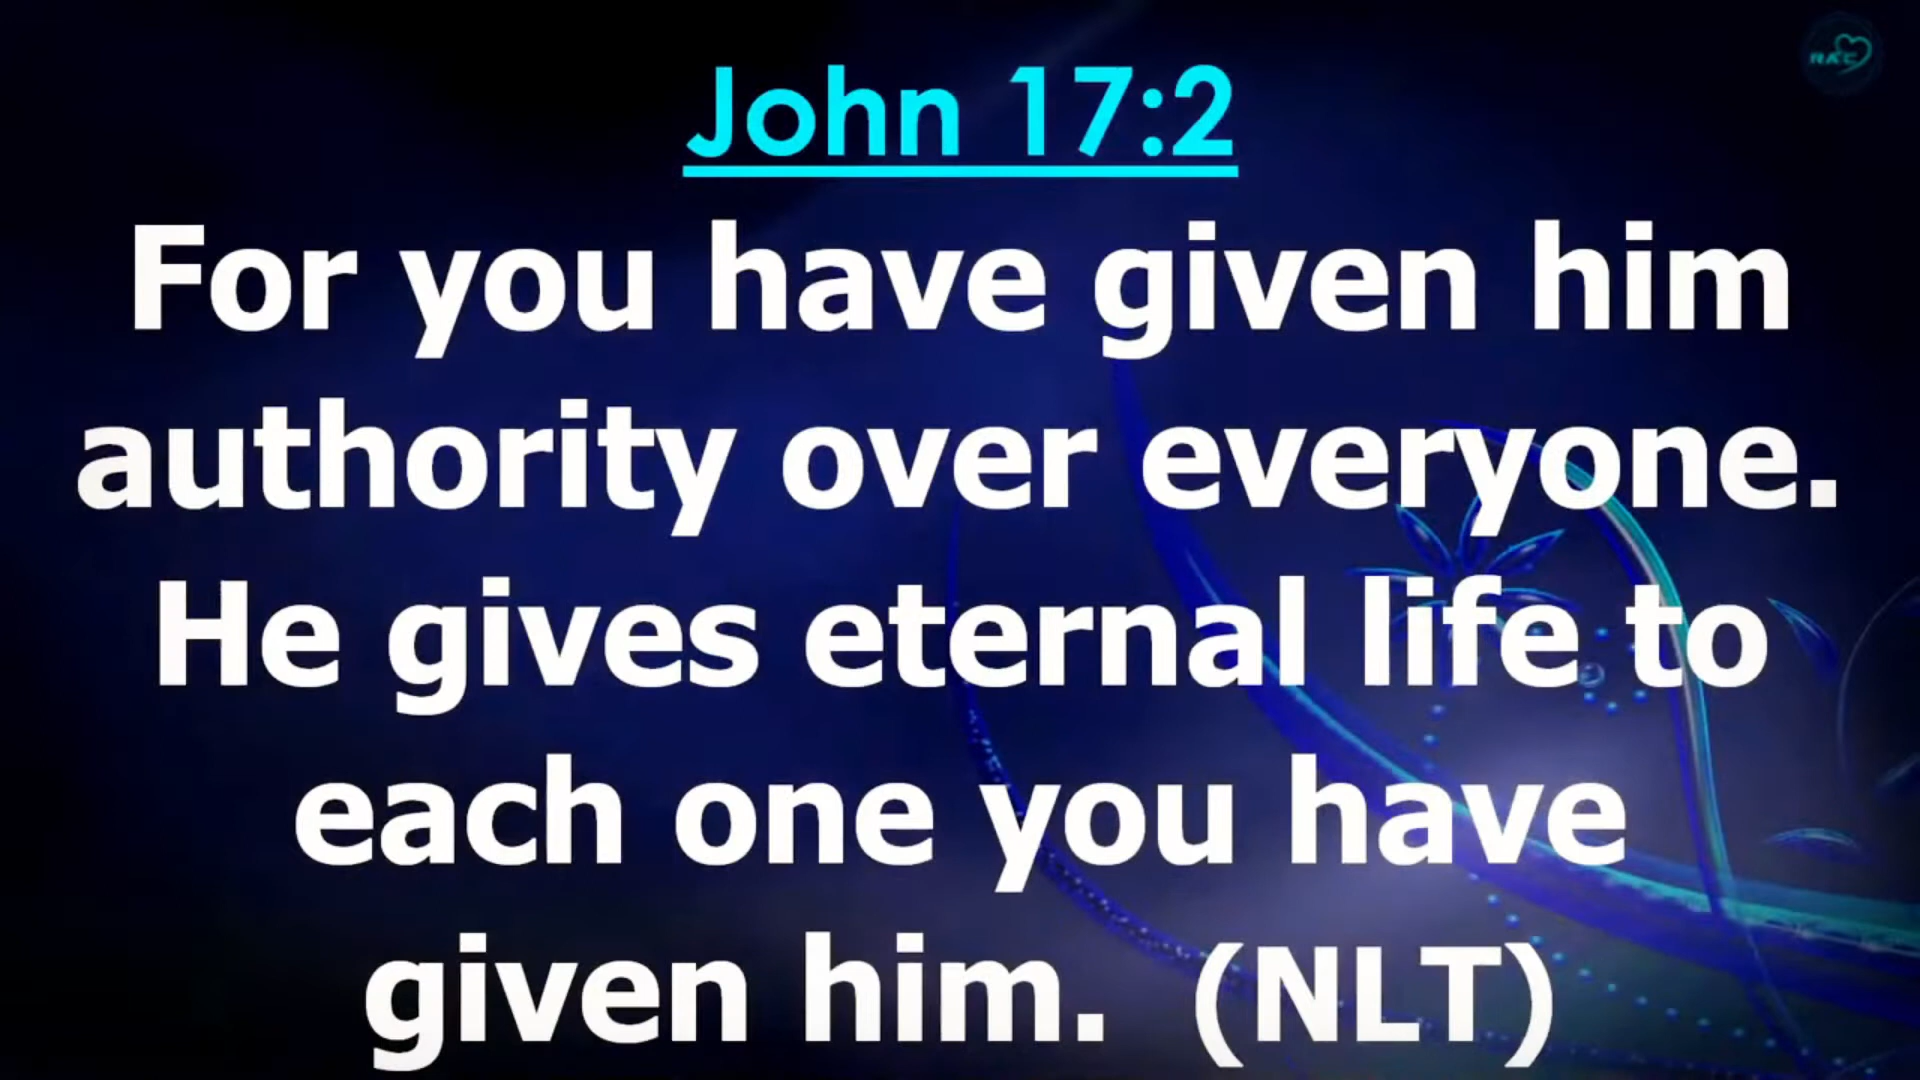 RAC
John 17:2
For you have given him
authority over everyone.
He gives eternal life to
each one you have
given him. (NLT)